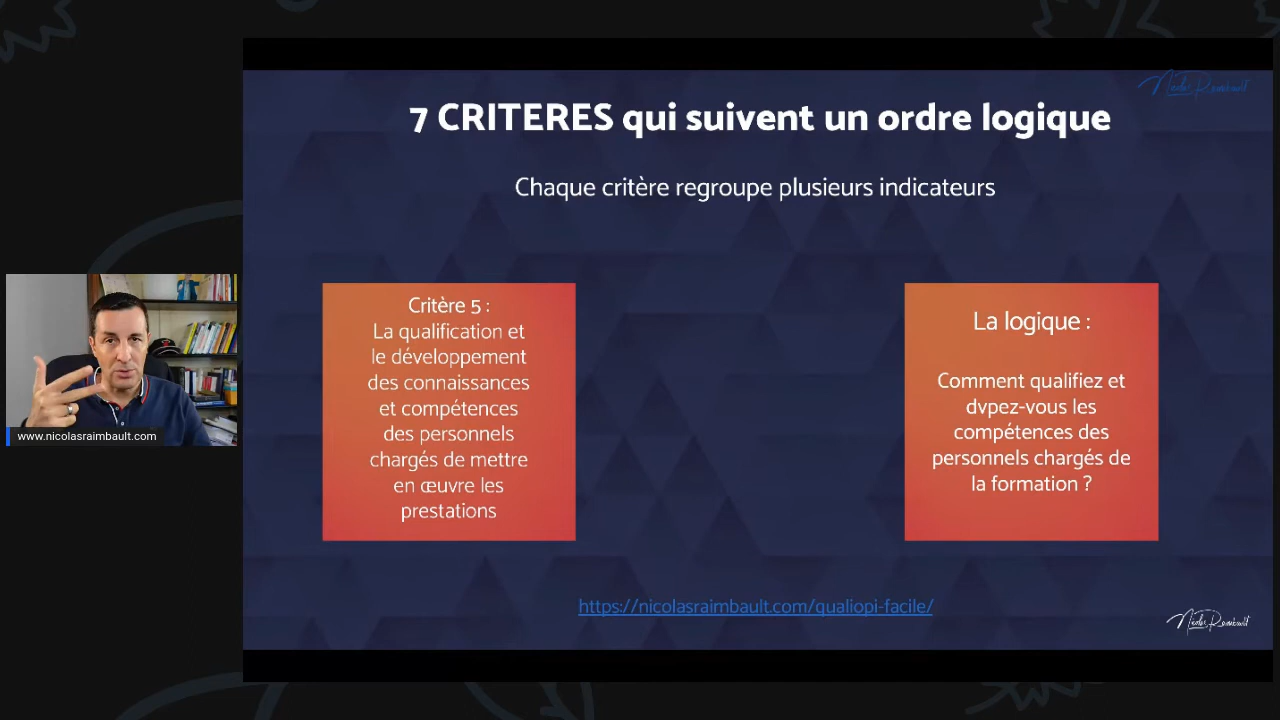 7 CRITERES qui suivent un ordre logique
Chaque critère regroupe plusieurs indicateurs
Critère 5 :
La qualification et
le développement
des connaissances
et compétences
des personnels
chargés de mettre
en œuvre les
prestations
La logique :
Comment qualifiez et
dvpez-vous les
compétences des
personnels chargés de
la formation ?
www.nicolasraimbault.com
https://nicolasraimbault.com/qualiopi-facile/